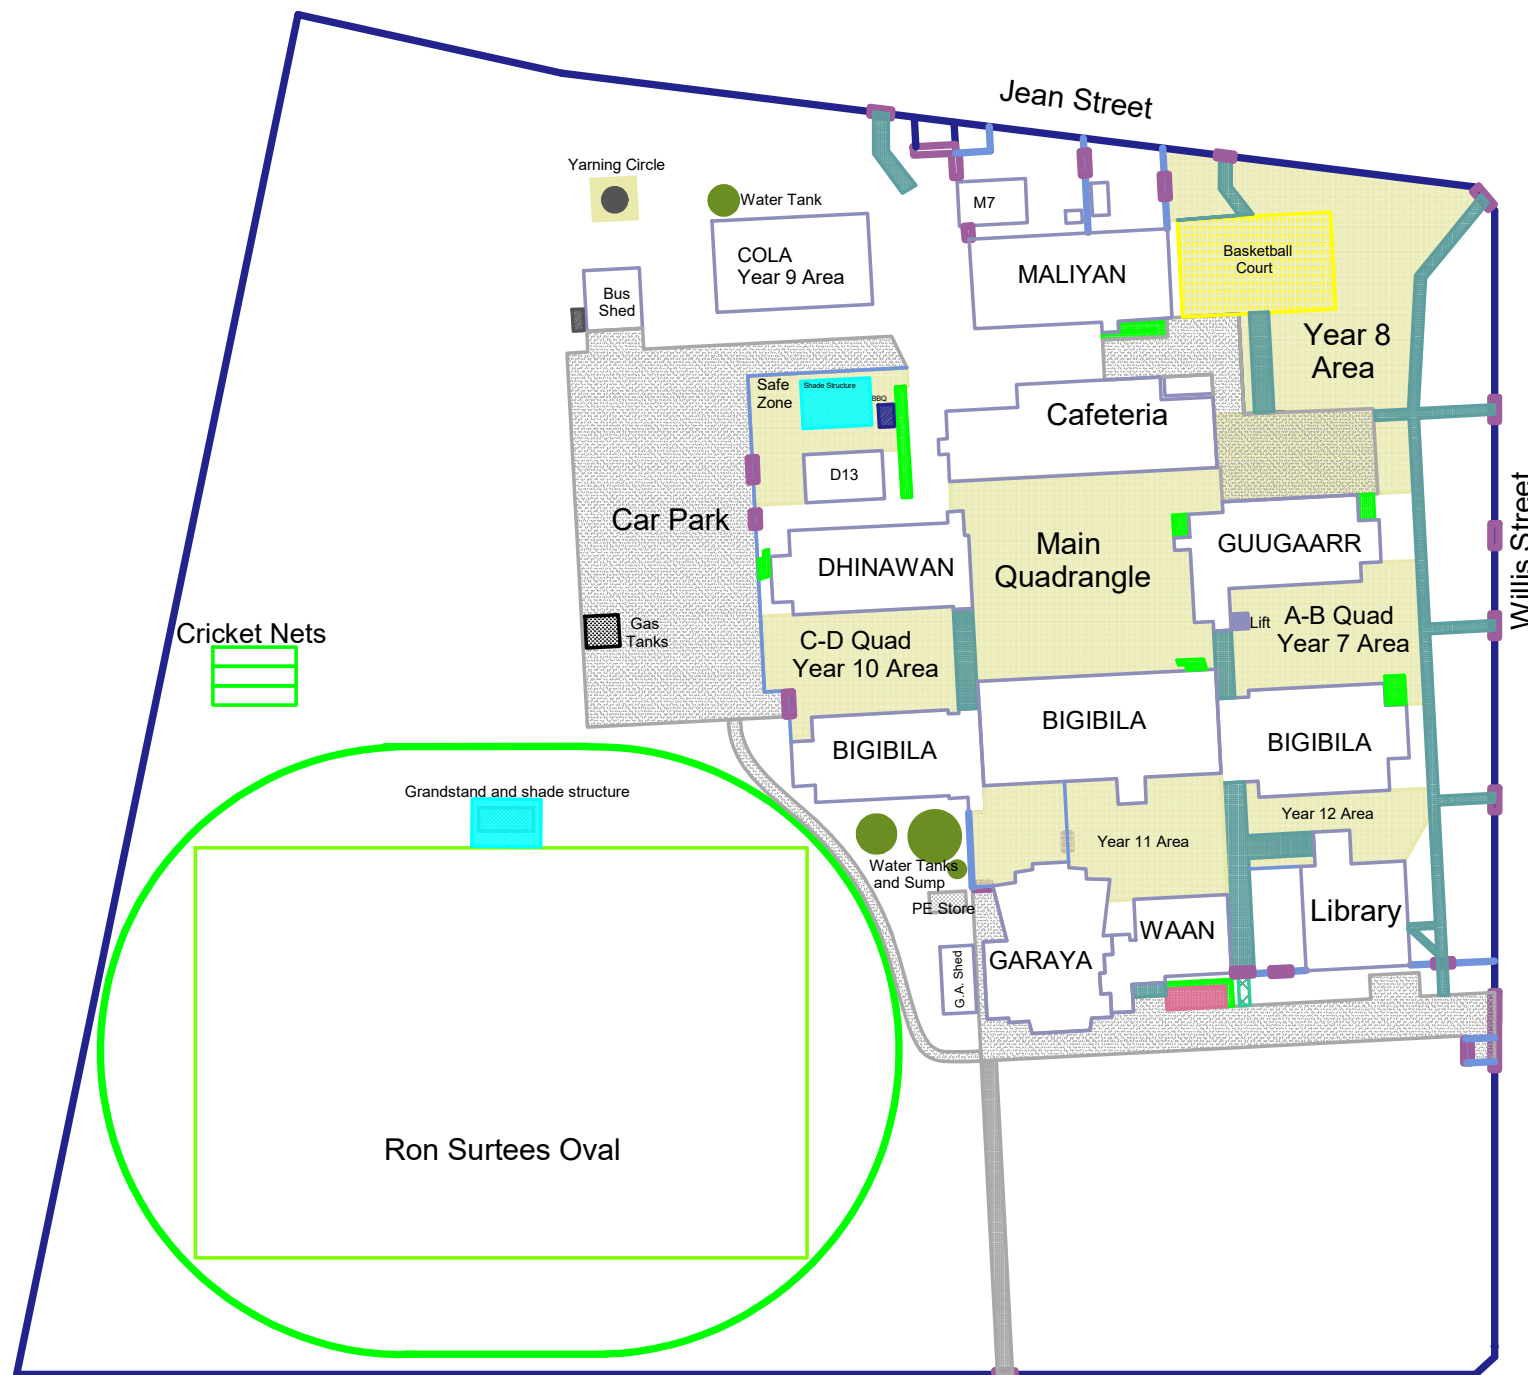 Jean Street
Yarning Circle
Water Tank
M7
COLA
Year 9 Area
MALIYAN
Basketball
Court
Bus
Shed
Year 8
Area
Safe
Zone
Shade Structure
BBQ
Cafeteria
D13
Car Park
Willis Street
Main
Quadrangle
GUUGAARR
DHINAWAN
Gas
Tanks
Cricket Nets
C-D Quad
Year 10 Area
Lift
A-B Quad
Year 7 Area
BIGIBILA
BIGIBILA
BIGIBILA
Grandstand and shade structure
Year 12 Area
Year 11 Area
Water Tanks
and Sump
PE Store
Library
WAAN
GARAYA
G.A. Shed
Ron Surtees Oval